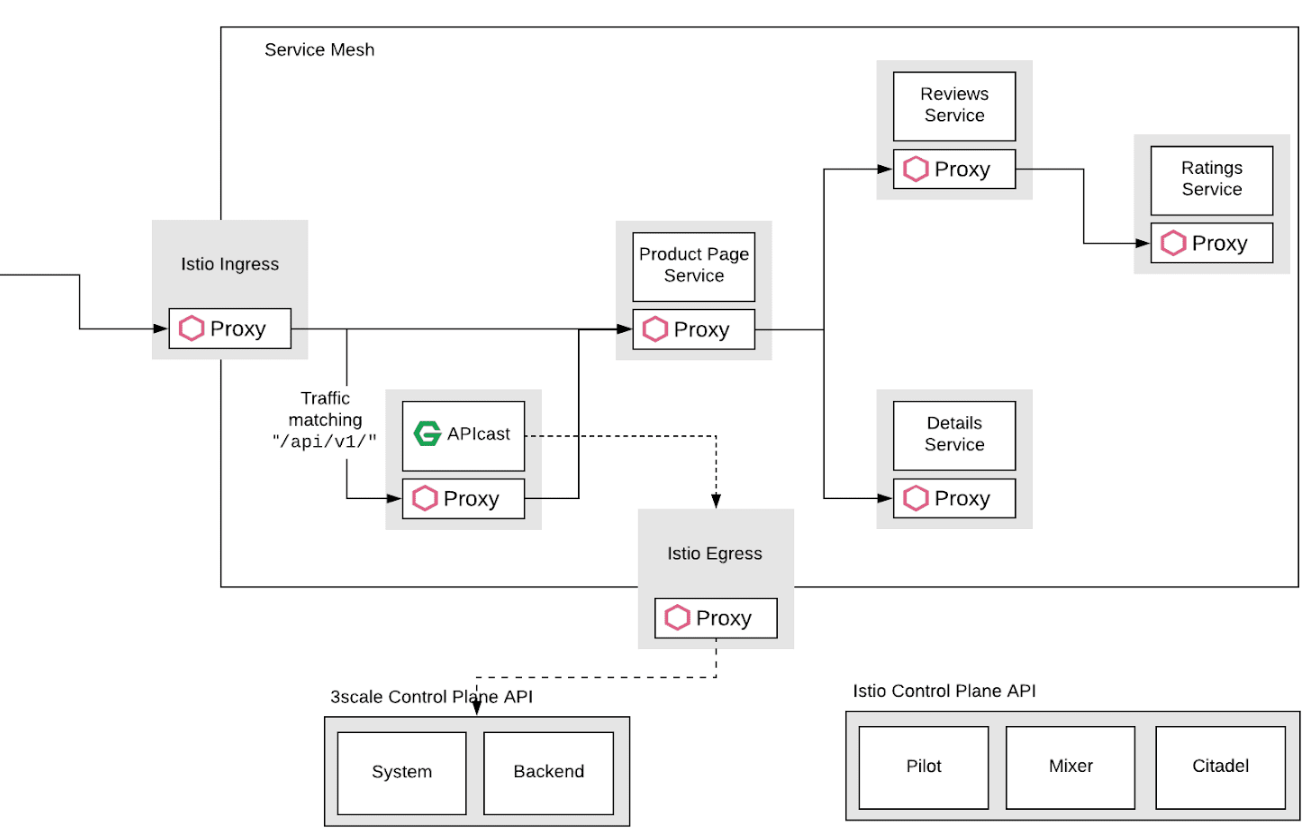 Service Mesh
Reviews
Service
Proxy
Ratings
Service
Proxy
Istio Ingress
Proxy
Product Page
Service
Proxy
Traffic
matching
"/api/v1/"
APIcast
Proxy
Details
Service
Proxy
Istio Egress
Proxy
3scale Control Plane API
System
Backend
Istio Control Plane API
Pilot
Mixer
Citadel